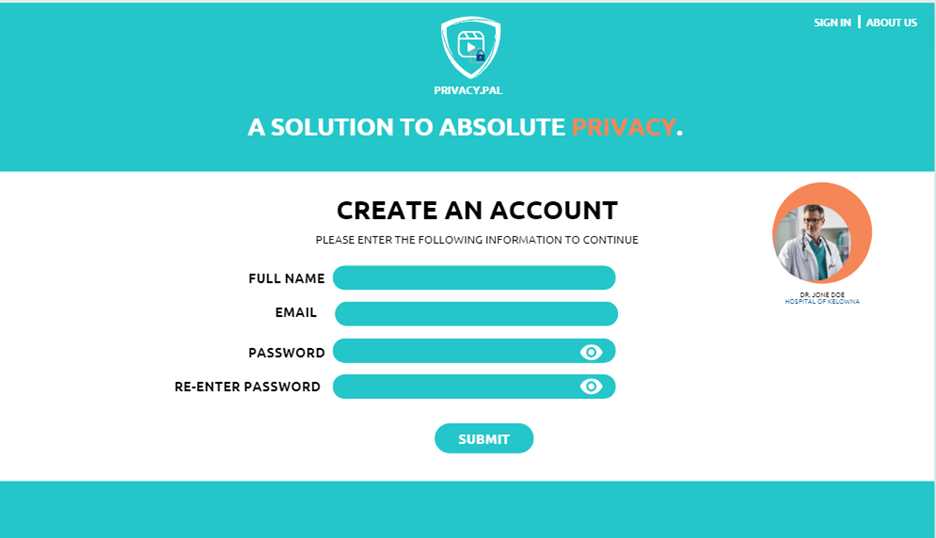 SIGN IN | ABOUT US
PRIVACY.PAL
A SOLUTION TO ABSOLUTE PRIVACY.
CREATE AN ACCOUNT
PLEASE ENTER THE FOLLOWING INFORMATION TO CONTINUE
FULL NAME
EMAIL
PASSWORD
RE-ENTER PASSWORD
SUBMIT
DR. JONE DOE
HOSPITAL OF KELOWNA